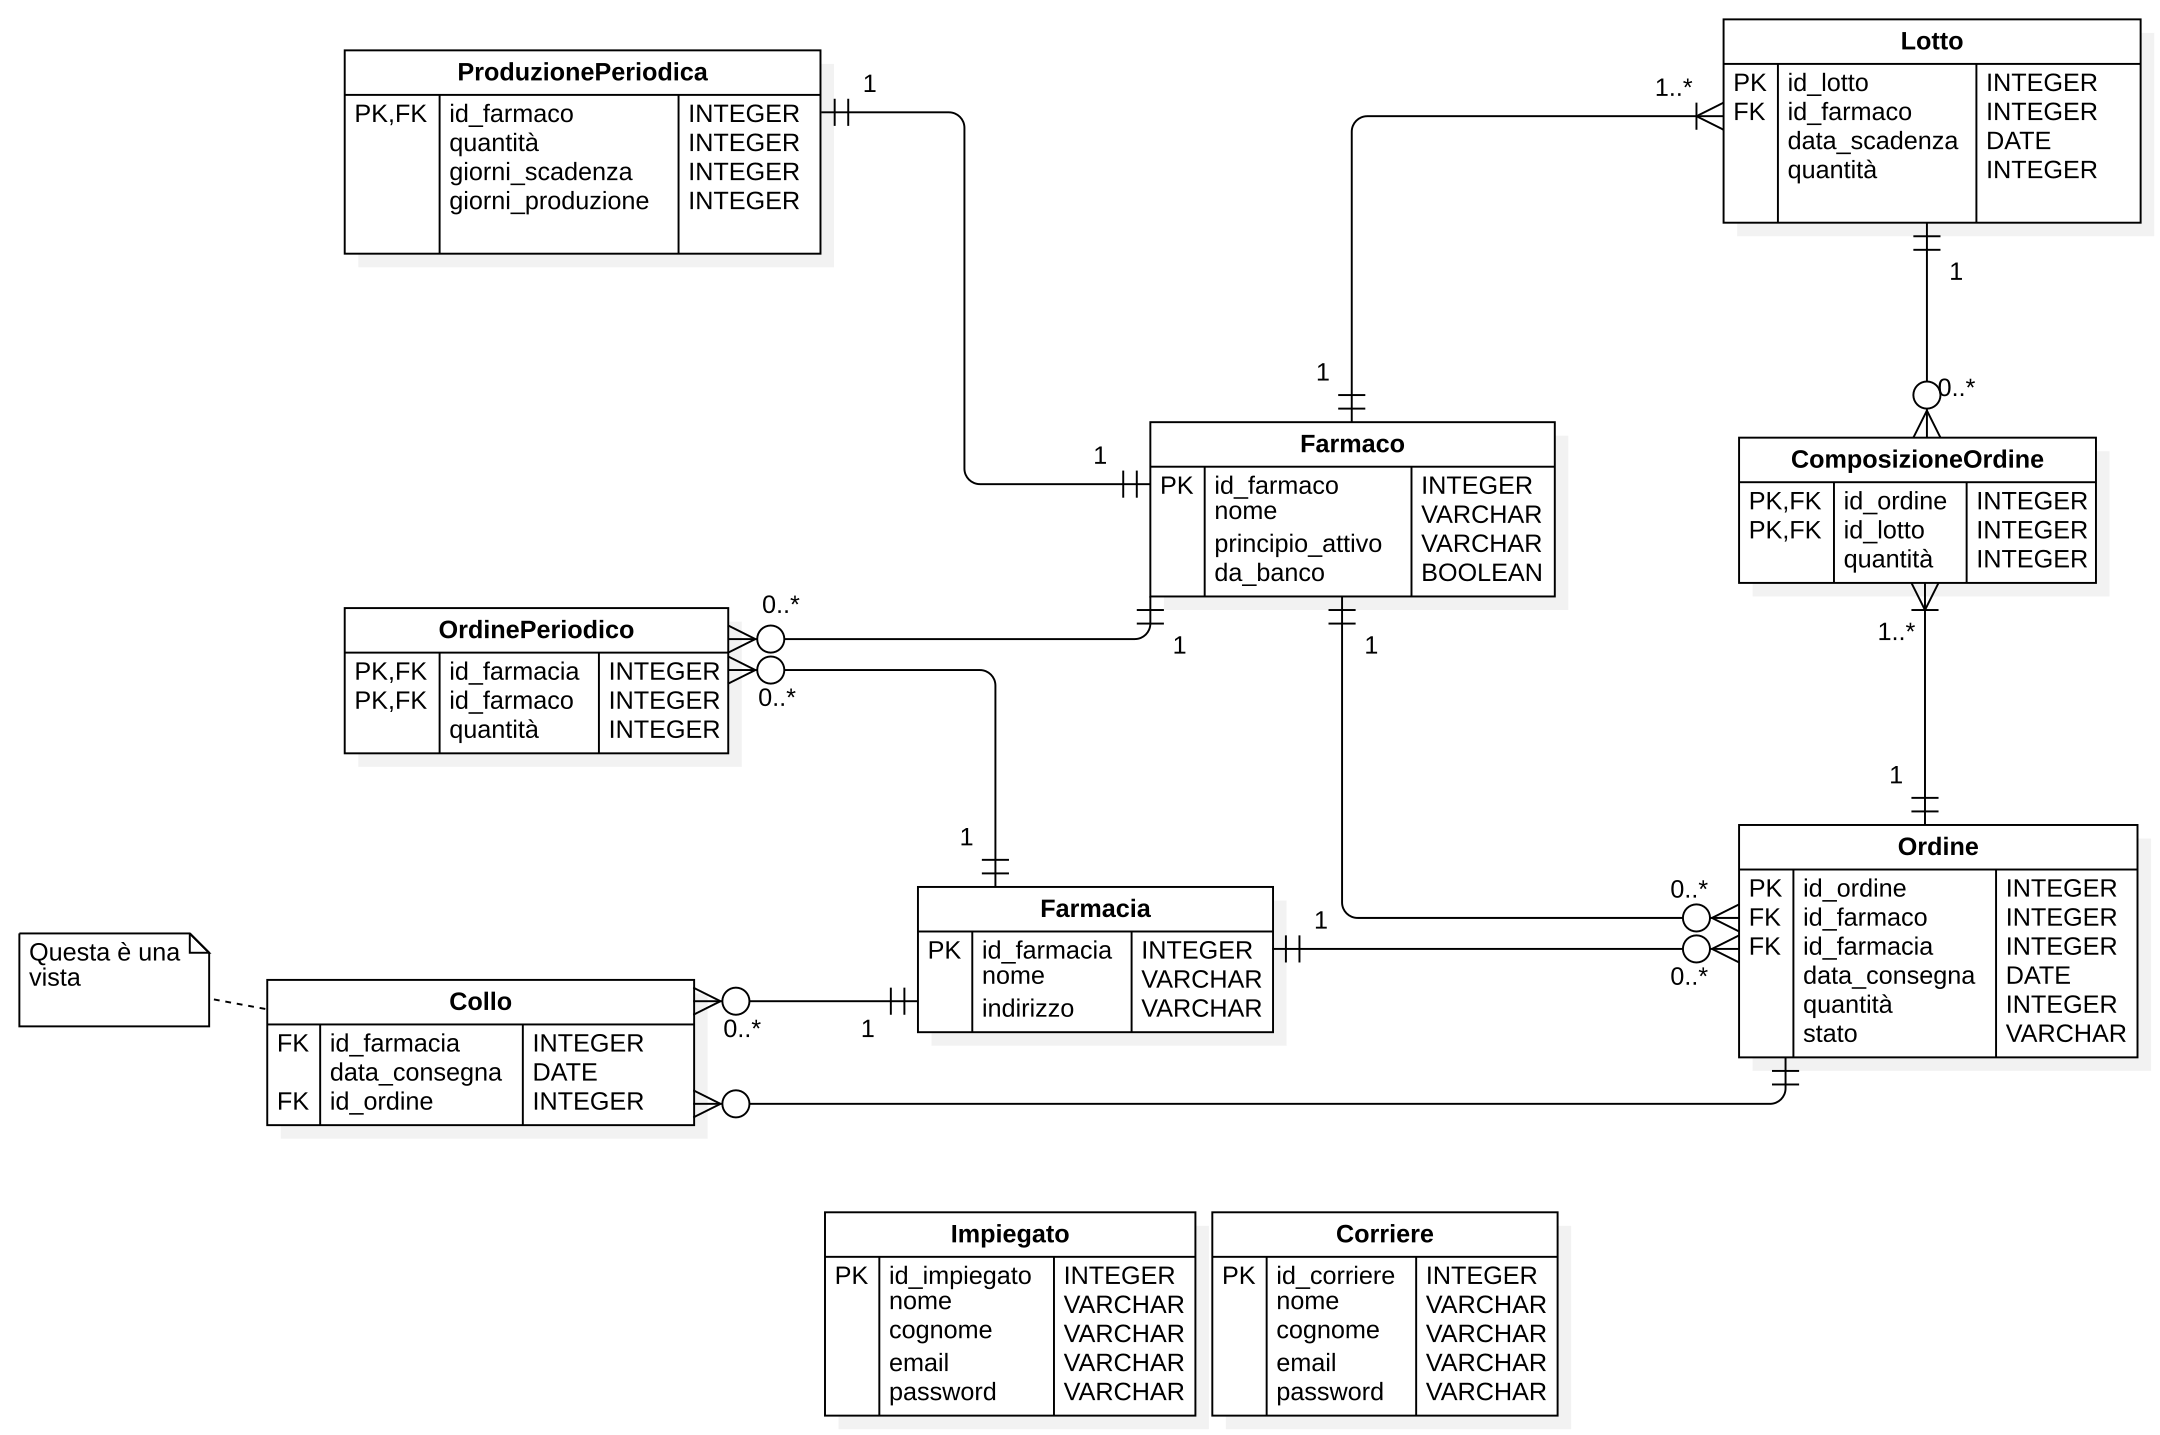 ProduzionePeriodica
PK,FK id_farmaco INTEGER
quantità INTEGER
giorni_scadenza INTEGER
giorni_produzione INTEGER
1
1
Lotto
PK id_lotto INTEGER
FK id_farmaco INTEGER
data_scadenza DATE
quantità INTEGER
1..*
1
1
0..*
Farmaco
PK id_farmaco INTEGER
nome VARCHAR
principio_attivo VARCHAR
da_banco BOOLEAN
ComposizioneOrdine
PK,FK id_ordine INTEGER
PK,FK id_lotto INTEGER
quantità INTEGER
1..*
1
0..*
1
1
OrdinePeriodico
PK,FK id_farmacia INTEGER
PK,FK id_farmaco INTEGER
quantità INTEGER
0..*
1
Farmacia
PK id_farmacia INTEGER
nome VARCHAR
indirizzo VARCHAR
1
0..*
0..*
Ordine
PK id_ordine INTEGER
FK id_farmaco INTEGER
FK id_farmacia INTEGER
data_consegna DATE
quantità INTEGER
stato VARCHAR
Questa è una
vista
Collo
FK id_farmacia INTEGER
data_consegna DATE
FK id_ordine INTEGER
0..*
1
Impiegato
PK id_impiegato INTEGER
nome VARCHAR
cognome VARCHAR
email VARCHAR
password VARCHAR
Corriere
PK id_corriere INTEGER
nome VARCHAR
cognome VARCHAR
email VARCHAR
password VARCHAR